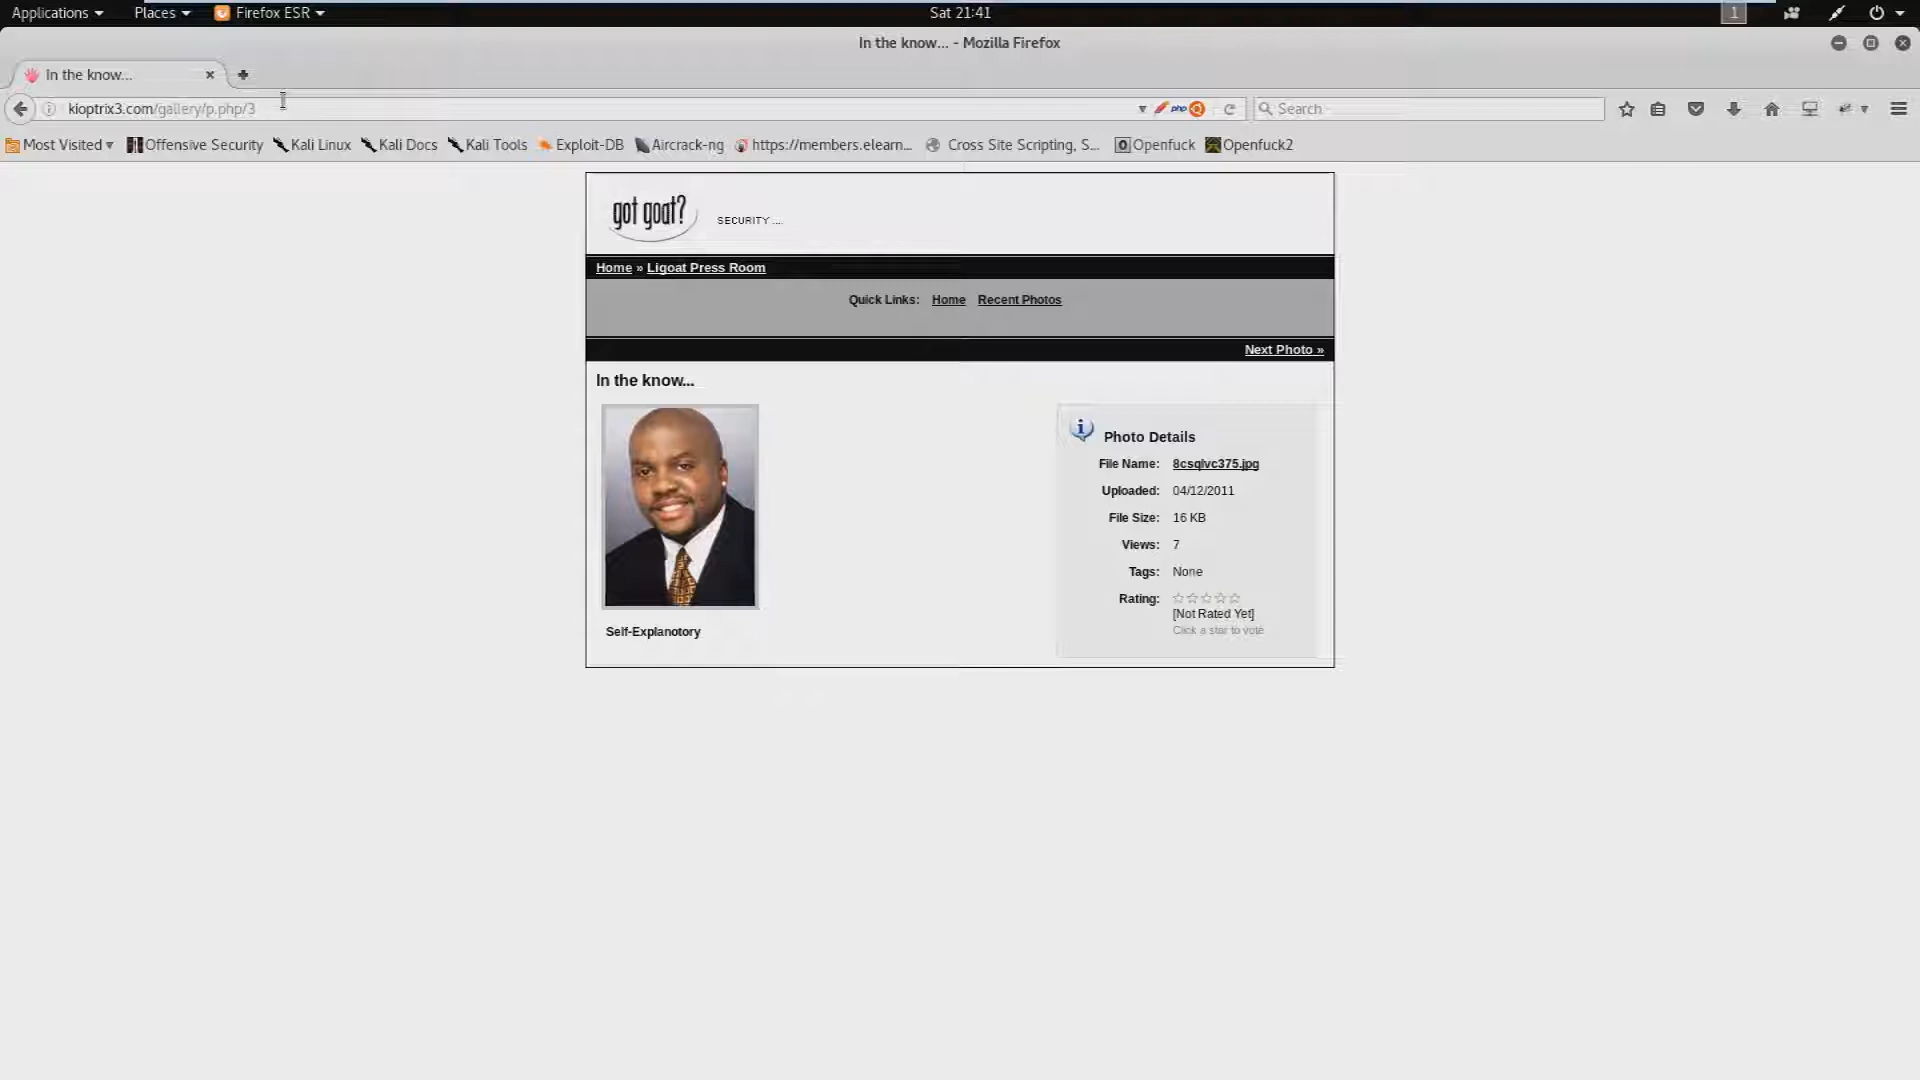 Applications Places Firefox ESR Sat 21:41 1
In the know... - Mozilla Firefox
In the know...
kioptrix3.com/gallery/p.php/3 php Search
Most Visited Offensive Security Kali Linux Kali Docs Kali Tools Exploit-DB Aircrack-ng https://members.elearn... Cross Site Scripting, S... Openfuck Openfuck2
got goat? SECURITY ...
Home » Ligoat Press Room
Quick Links: Home Recent Photos
Next Photo »
In the know...
Photo Details
File Name: 8csqlvc375.jpg
Uploaded: 04/12/2011
File Size: 16 KB
Views: 7
Tags: None
Rating:
[Not Rated Yet]
Click a star to vote
Self-Explanotory